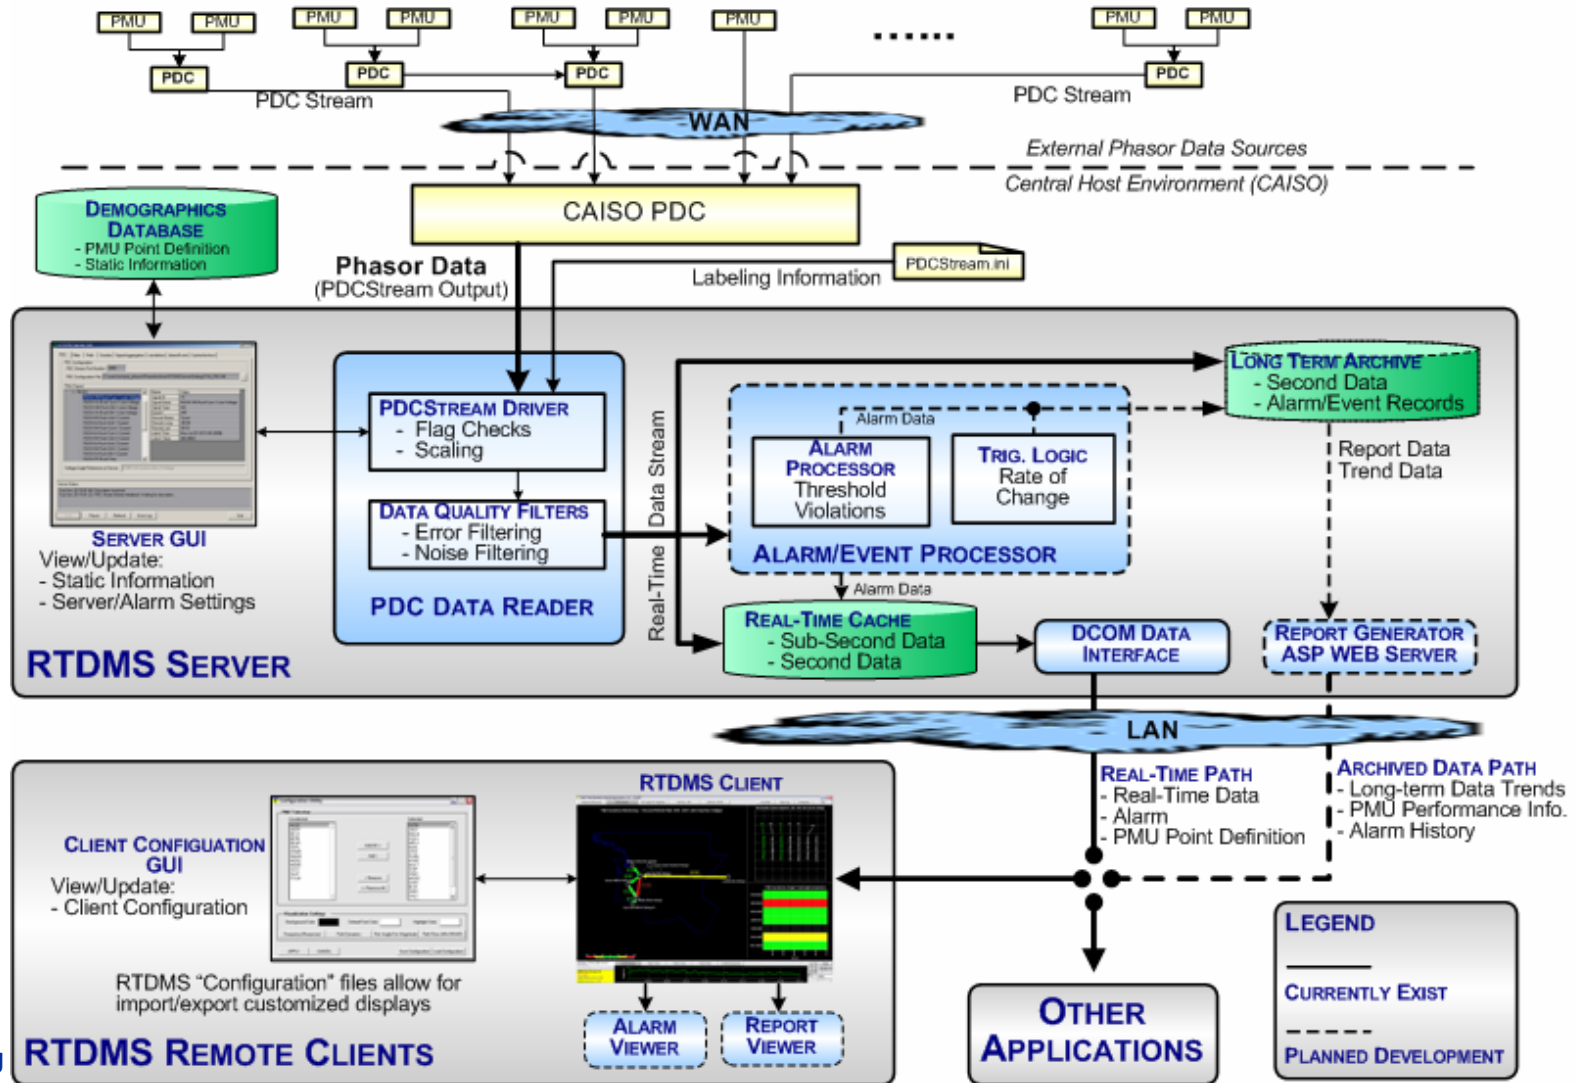 PMU PMU PMU PMU PMU PMU PMU ...... PMU PMU
PDC PDC PDC PDC
PDC Stream
PDC Stream
WAN
External Phasor Data Sources
Central Host Environment (CAISO)
DEMOGRAPHICS
DATABASE
- PMU Point Definition
- Static Information
CAISO PDC
Phasor Data
(PDCStream Output)
Labeling Information
PDCStream.ini
PDCSTREAM DRIVER
- Flag Checks
- Scaling
DATA QUALITY FILTERS
- Error Filtering
- Noise Filtering
PDC DATA READER
SERVER GUI
View/Update:
- Static Information
- Server/Alarm Settings
RTDMS SERVER
Real-Time Data Stream
Alarm Data
ALARM
PROCESSOR
Threshold
Violations
TRIG. LOGIC
Rate of
Change
ALARM/EVENT PROCESSOR
Alarm Data
LONG TERM ARCHIVE
- Second Data
- Alarm/Event Records
Report Data
Trend Data
REAL-TIME CACHE
- Sub-Second Data
- Second Data
DCOM DATA
INTERFACE
REPORT GENERATOR
ASP WEB SERVER
LAN
REAL-TIME PATH
- Real-Time Data
- Alarm
- PMU Point Definition
ARCHIVED DATA PATH
- Long-term Data Trends
- PMU Performance Info.
- Alarm History
RTDMS CLIENT
CLIENT CONFIGUATION
GUI
View/Update:
- Client Configuration
RTDMS “Configuration” files allow for
import/export customized displays
ALARM
VIEWER
REPORT
VIEWER
RTDMS REMOTE CLIENTS
OTHER
APPLICATIONS
LEGEND
CURRENTLY EXIST
PLANNED DEVELOPMENT